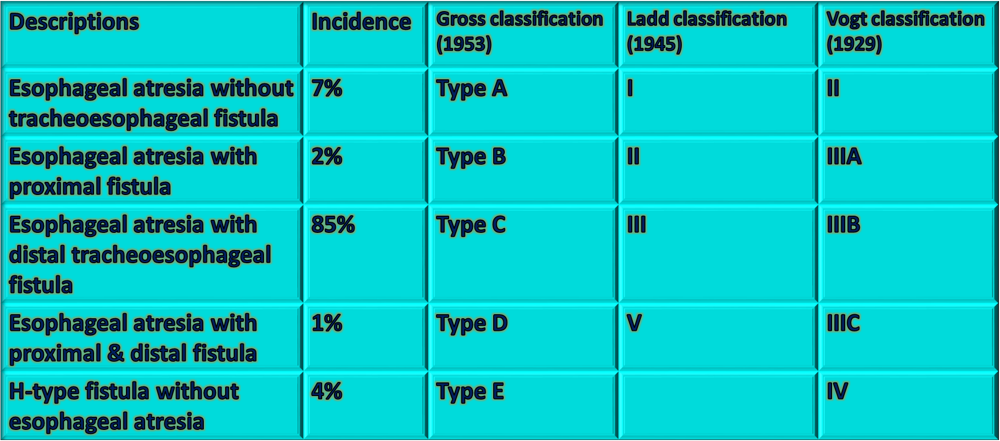 Descriptions
Incidence
Gross classification
(1953)
Ladd classification
(1945)
Vogt classification
(1929)
Esophageal atresia without
tracheoesophageal fistula
7%
Type A
I
II
Esophageal atresia with
proximal fistula
2%
Type B
II
IIIA
Esophageal atresia with
distal tracheoesophageal
fistula
85%
Type C
III
IIIB
Esophageal atresia with
proximal & distal fistula
1%
Type D
V
IIIC
H-type fistula without
esophageal atresia
4%
Type E
IV